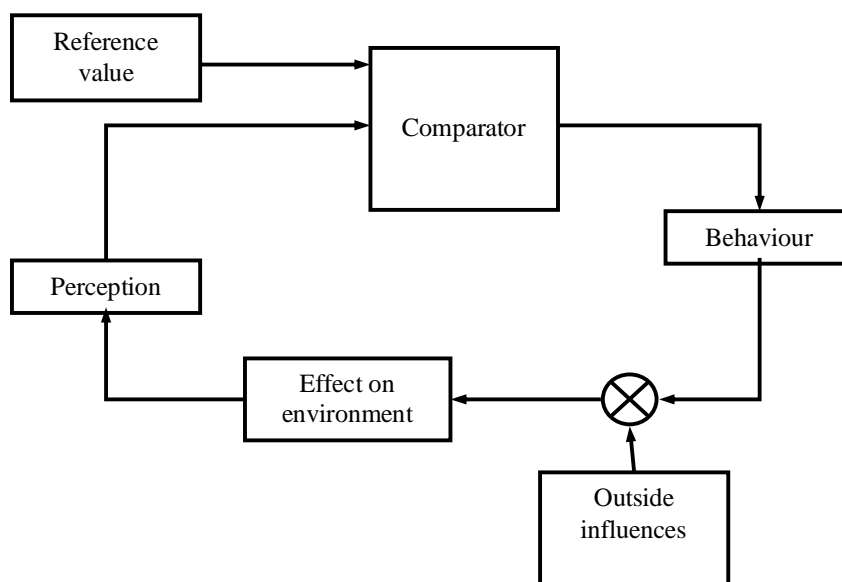 Reference
value
Comparator
Behaviour
Perception
Effect on
environment
Outside
influences